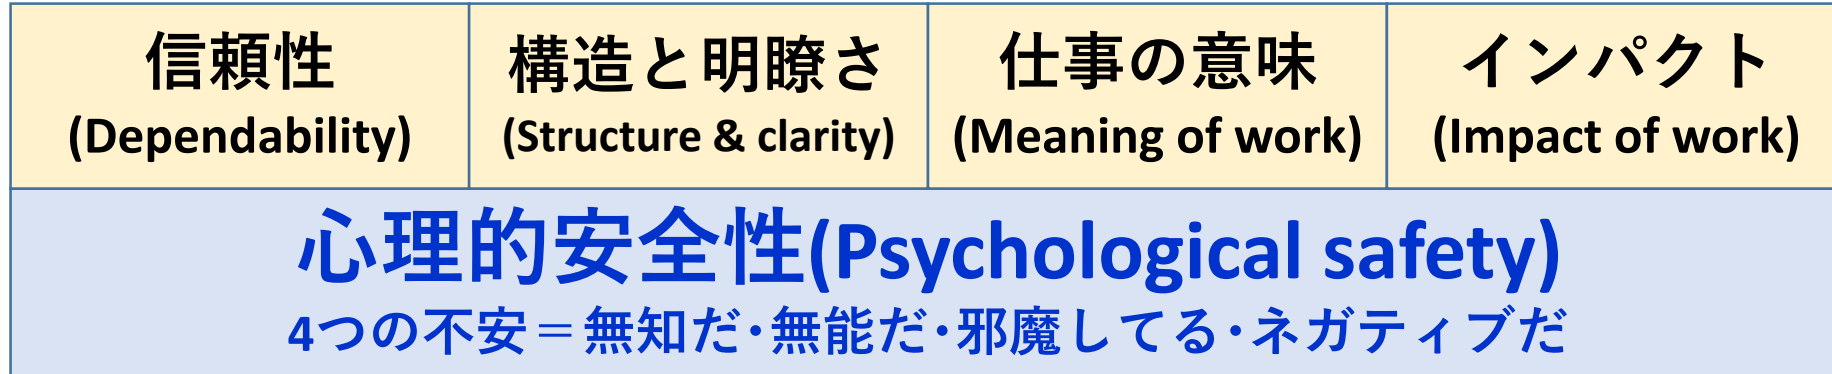 信頼性
(Dependability)
構造と明瞭さ
(Structure & clarity)
仕事の意味
(Meaning of work)
インパクト
(Impact of work)
心理的安全性(Psychological safety)
4つの不安＝無知だ･無能だ･邪魔してる･ネガティブだ